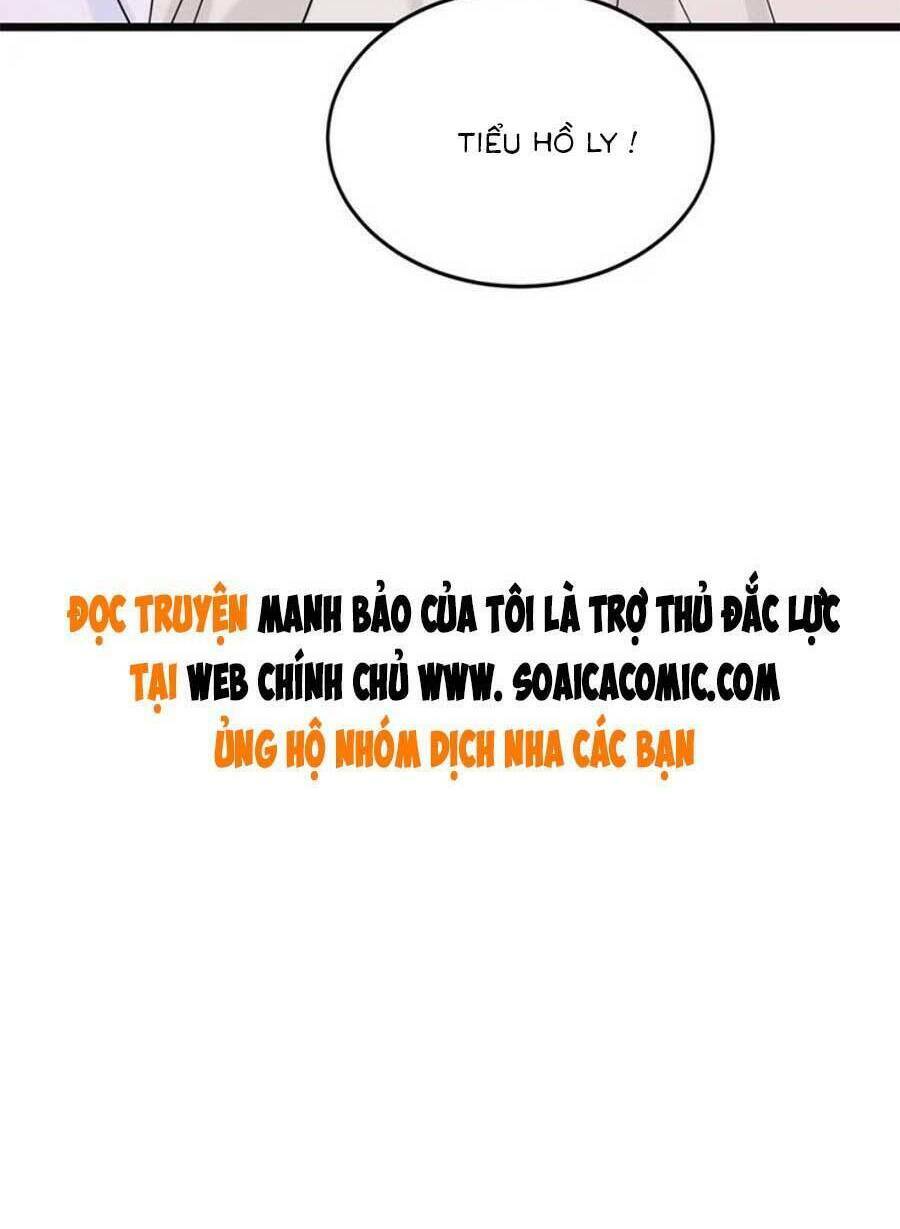 TIỂU HỒ LY !
ĐỌC TRUYỆN MANH BẢO CỦA TÔI LÀ TRỢ THỦ ĐẮC LỰC
TẠI WEB CHÍNH CHỦ WWW. SOAICACOMIC.COM
ỦNG HỘ NHÓM DỊCH NHA CÁC BẠN